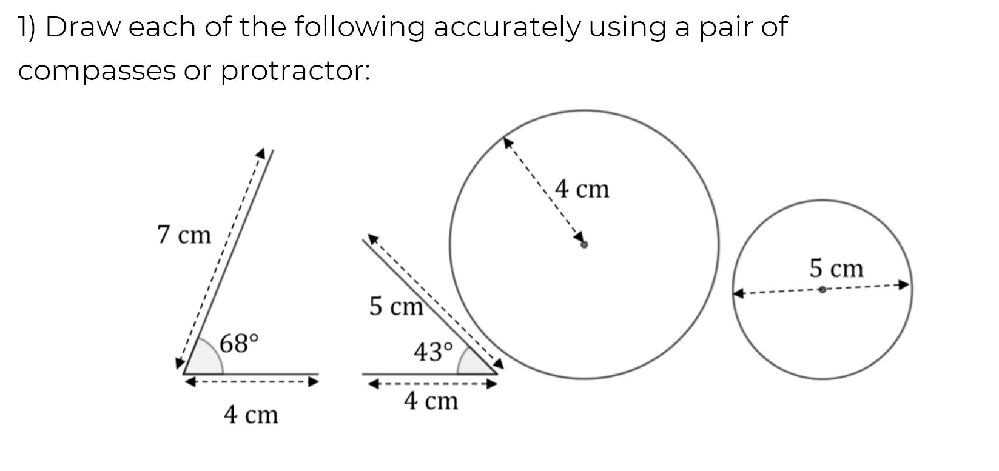 1) Draw each of the following accurately using a pair of
compasses or protractor:
7 cm
68°
4 cm
5 cm
43°
4 cm
4 cm
5 cm